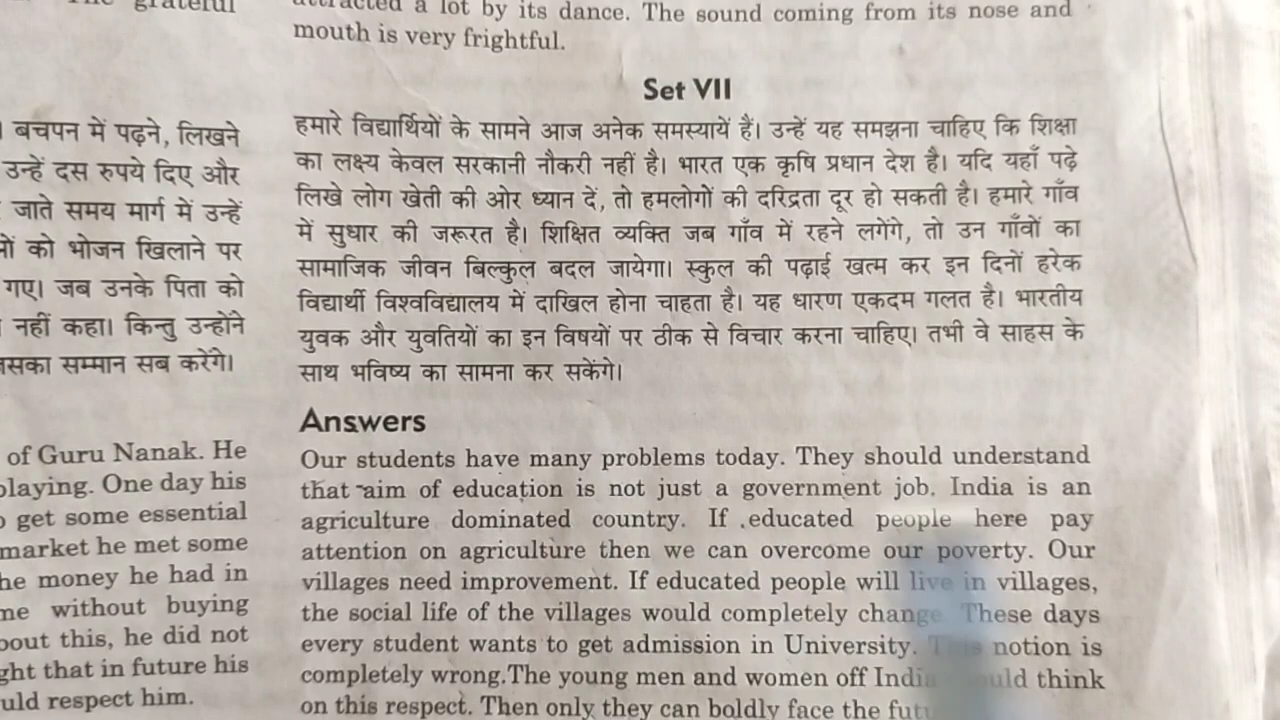 grateful
बचपन में पढ़ने, लिखने
उन्हें दस रुपये दिए और
जाते समय मार्ग में उन्हें
को भोजन खिलाने पर
गए। जब उनके पिता को
नहीं कहा। किन्तु उन्होंने
सम्मान सब करेंगे।
of Guru Nanak. He
playing. One day his
get some essential
market he met some
he money he had in
without buying
this, he did not
that in future his
respect him.
attracted a lot by its dance. The sound coming from its nose and
mouth is very frightful.
Set VII
हमारे विद्यार्थियों के सामने आज अनेक समस्यायें हैं। उन्हें यह समझना चाहिए कि शिक्षा
का लक्ष्य केवल सरकानी नौकरी नहीं है। भारत एक कृषि प्रधान देश है। यदि यहाँ पढ़े
लिखे लोग खेती की ओर ध्यान दें, तो हमलोगों की दरिद्रता दूर हो सकती है। हमारे गाँव
में सुधार की जरूरत है। शिक्षित व्यक्ति जब गाँव में रहने लगेंगे, तो उन गाँवों का
सामाजिक जीवन बिल्कुल बदल जायेगा। स्कुल की पढ़ाई खत्म कर इन दिनों हरेक
विद्यार्थी विश्वविद्यालय में दाखिल होना चाहता है। यह धारण एकदम गलत है। भारतीय
युवक और युवतियों का इन विषयों पर ठीक से विचार करना चाहिए। तभी वे साहस के
साथ भविष्य का सामना कर सकेंगे।
Answers
Our students have many problems today. They should understand
that aim of education is not just a government job. India is an
agriculture dominated country. If educated people here pay
attention on agriculture then we can overcome our poverty. Our
villages need improvement. If educated people will live in villages,
the social life of the villages would completely change. These days
every student wants to get admission in University. This notion is
completely wrong.The young men and women off India should think
on this respect. Then only they can boldly face the